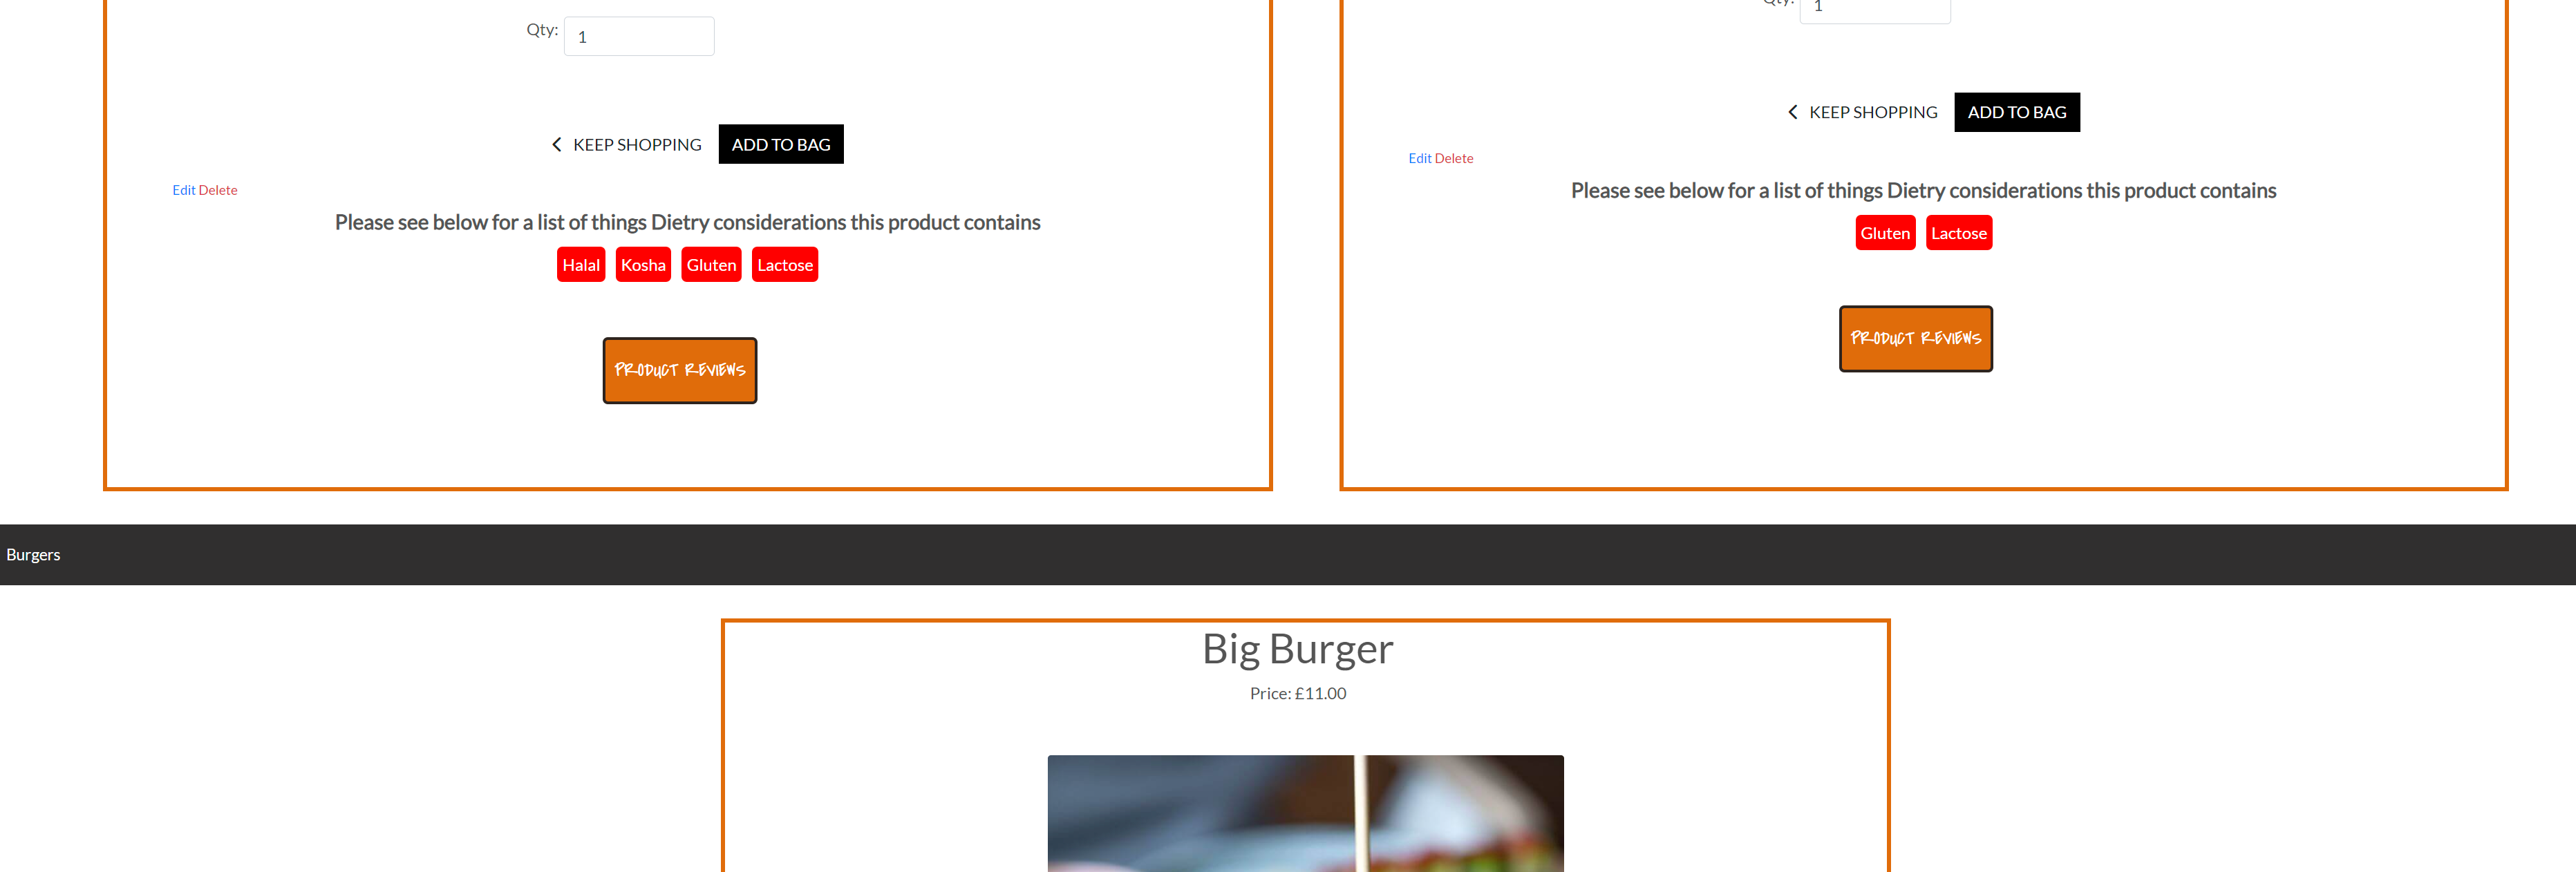 Qty: 1
KEEP SHOPPING ADD TO BAG
Edit Delete
Please see below for a list of things Dietry considerations this product contains
Halal Kosha Gluten Lactose
PRODUCT REVIEWS
Qty: 1
KEEP SHOPPING ADD TO BAG
Edit Delete
Please see below for a list of things Dietry considerations this product contains
Gluten Lactose
PRODUCT REVIEWS
Burgers
Big Burger
Price: £11.00